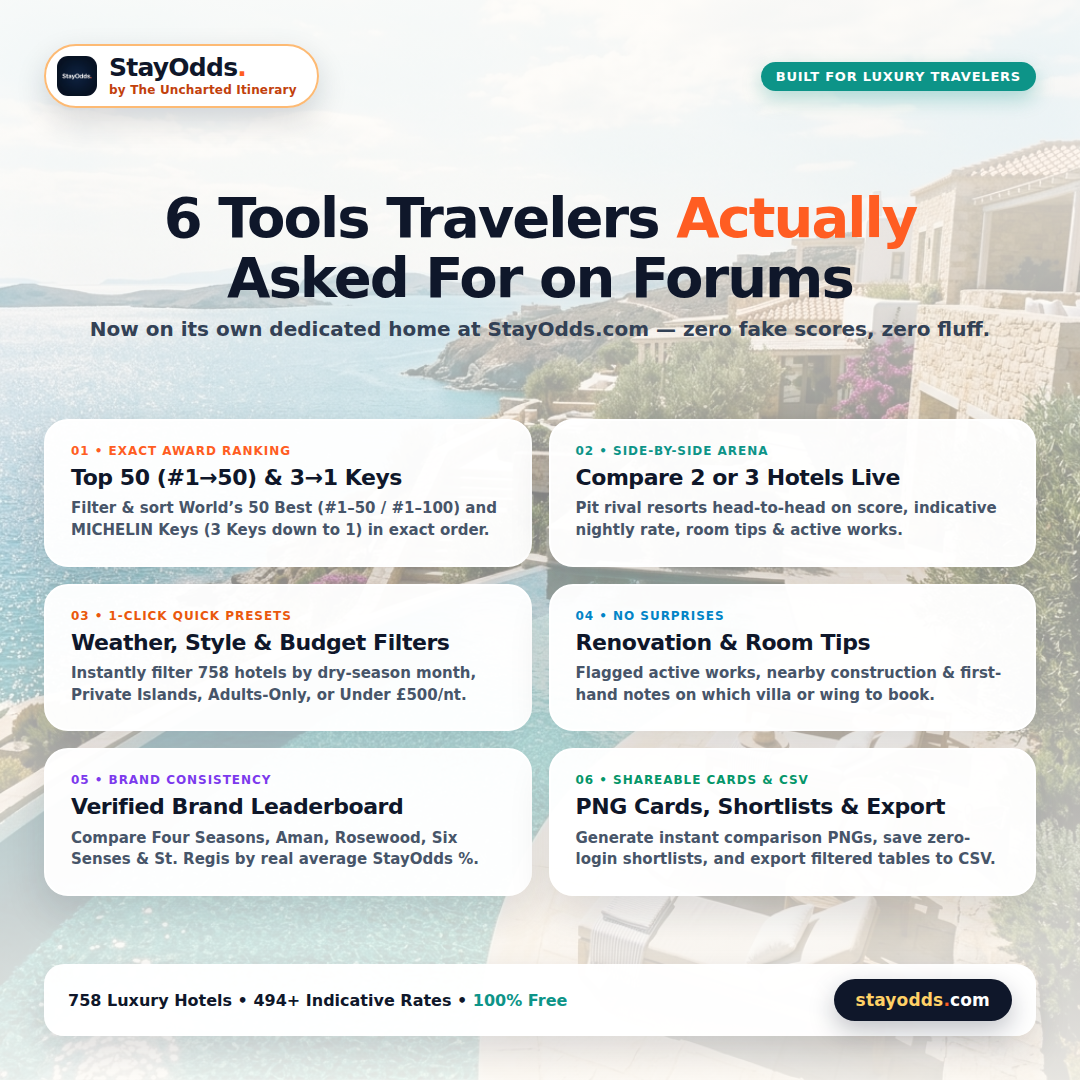 StayOdds.
StayOdds.
by The Uncharted Itinerary
BUILT FOR LUXURY TRAVELERS
6 Tools Travelers Actually
Asked For on Forums
Now on its own dedicated home at StayOdds.com — zero fake scores, zero fluff.
01 • EXACT AWARD RANKING
Top 50 (#1→50) & 3→1 Keys
Filter & sort World’s 50 Best (#1–50 / #1–100) and
MICHELIN Keys (3 Keys down to 1) in exact order.
02 • SIDE-BY-SIDE ARENA
Compare 2 or 3 Hotels Live
Pit rival resorts head-to-head on score, indicative
nightly rate, room tips & active works.
03 • 1-CLICK QUICK PRESETS
Weather, Style & Budget Filters
Instantly filter 758 hotels by dry-season month,
Private Islands, Adults-Only, or Under £500/nt.
04 • NO SURPRISES
Renovation & Room Tips
Flagged active works, nearby construction & first-
hand notes on which villa or wing to book.
05 • BRAND CONSISTENCY
Verified Brand Leaderboard
Compare Four Seasons, Aman, Rosewood, Six
Senses & St. Regis by real average StayOdds %.
06 • SHAREABLE CARDS & CSV
PNG Cards, Shortlists & Export
Generate instant comparison PNGs, save zero-
login shortlists, and export filtered tables to CSV.
758 Luxury Hotels • 494+ Indicative Rates • 100% Free
stayodds.com